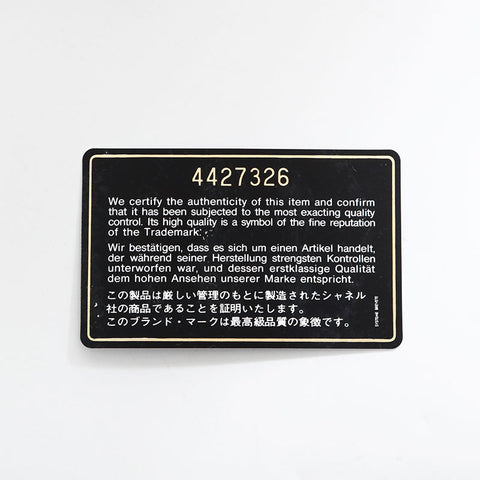 4427326
We certify the authenticity of this item and confirm
that it has been subjected to the most exacting quality
control. Its high quality is a symbol of the fine reputation
of the Trademark.
Wir bestätigen, dass es sich um einen Artikel handelt,
der während seiner Herstellung strengsten Kontrollen
unterworfen war, und dessen erstklassige Qualität
dem hohen Ansehen unserer Marke entspricht.
この製品は厳しい管理のもとに製造されたシャネル
社の商品であることを証明いたします。
このブランド・マークは最高級品質の象徴です。